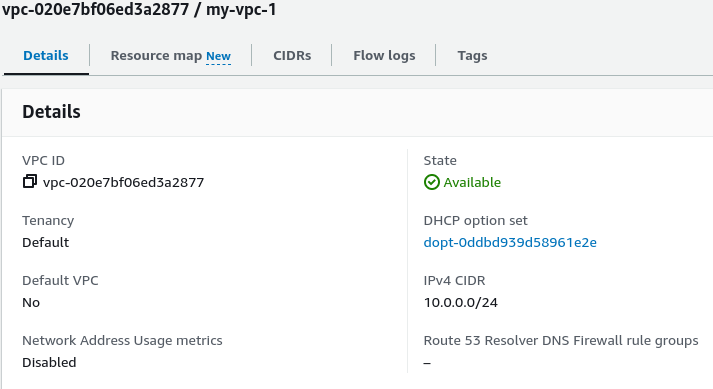 vpc-020e7bf06ed3a2877 / my-vpc-1
Details
Resource map New
CIDRs
Flow logs
Tags
Details
VPC ID
vpc-020e7bf06ed3a2877
State
Available
Tenancy
Default
DHCP option set
dopt-0ddbd939d58961e2e
Default VPC
No
IPv4 CIDR
10.0.0.0/24
Network Address Usage metrics
Disabled
Route 53 Resolver DNS Firewall rule groups
–